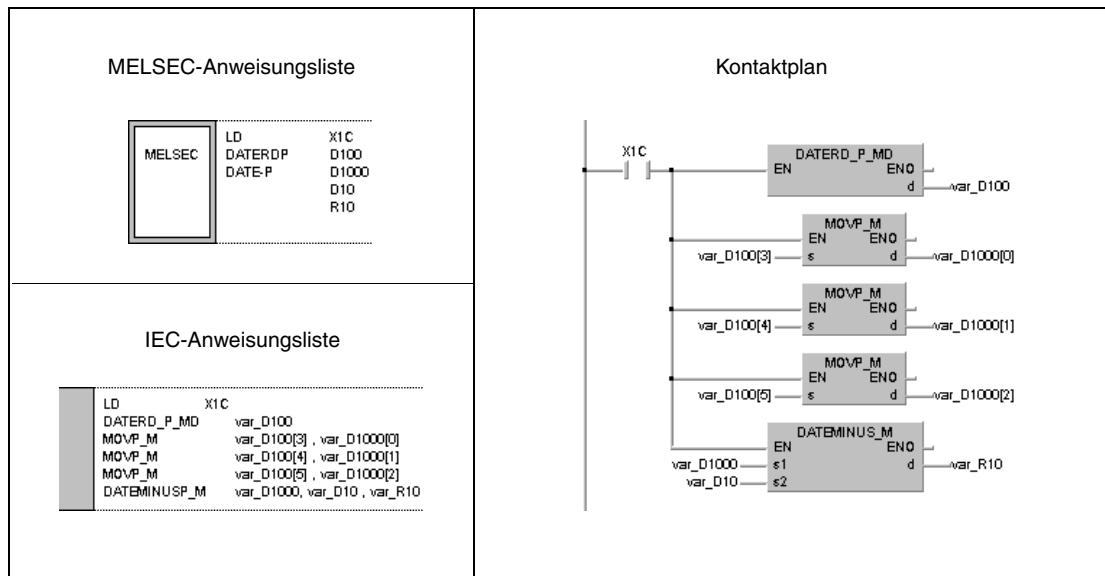 MELSEC-Anweisungsliste
MELSEC
LD X1C
DATERDP D100
DATE-P D1000
D10
R10
IEC-Anweisungsliste
LD X1C
DATERD_P_MD var_D100
MOVP_M var_D100[3] , var_D1000[0]
MOVP_M var_D100[4] , var_D1000[1]
MOVP_M var_D100[5] , var_D1000[2]
DATEMINUSP_M var_D1000, var_D10 , var_R10
Kontaktplan
X1C
DATERD_P_MD
EN ENO
d var_D100
MOVP_M
EN ENO
var_D100[3] s d var_D1000[0]
MOVP_M
EN ENO
var_D100[4] s d var_D1000[1]
MOVP_M
EN ENO
var_D100[5] s d var_D1000[2]
DATEMINUS_M
EN ENO
var_D1000 s1 d var_R10
var_D10 s2